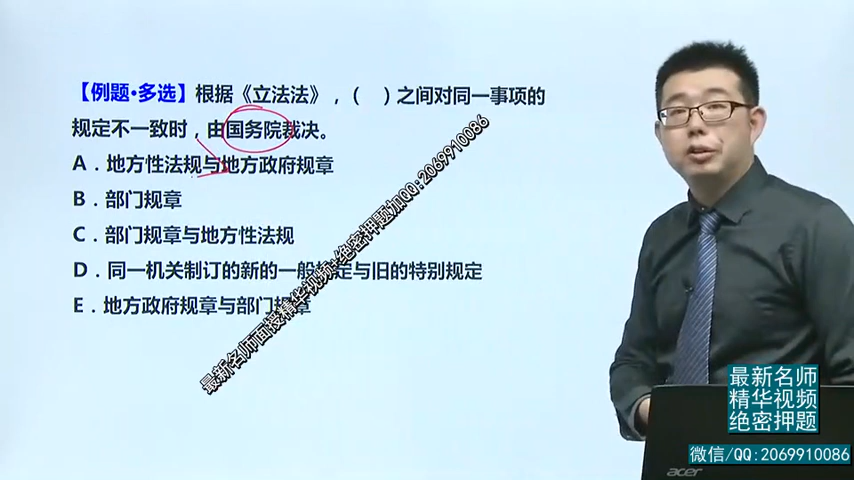 【例题·多选】根据《立法法》，（　）之间对同一事项的
规定不一致时，由国务院裁决。
A．地方性法规与地方政府规章
B．部门规章
C．部门规章与地方性法规
D．同一机关制订的新的一般规定与旧的特别规定
E．地方政府规章与部门规章
最新名师面授精华视频+绝密押题加QQ:2069910086
最新名师
精华视频
绝密押题
微信/QQ:2069910086
acer